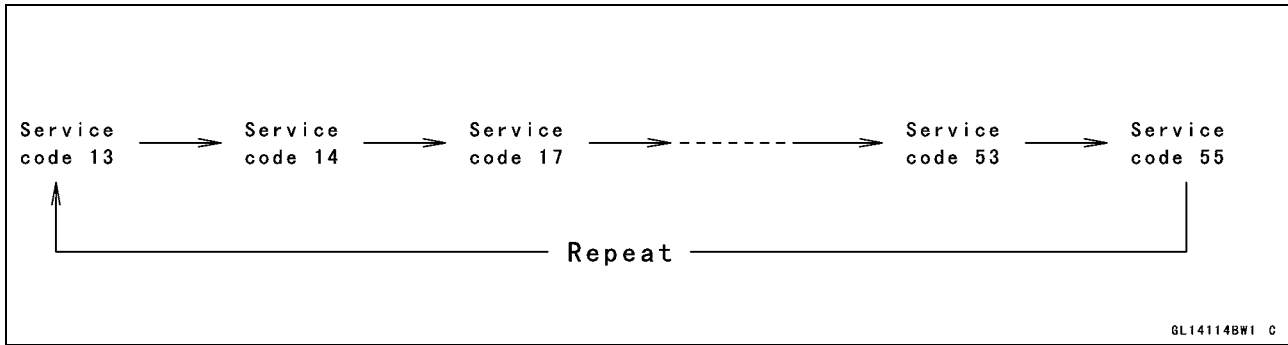 Service code 13
Service code 14
Service code 17
Service code 53
Service code 55
Repeat
GL14114BW1 C